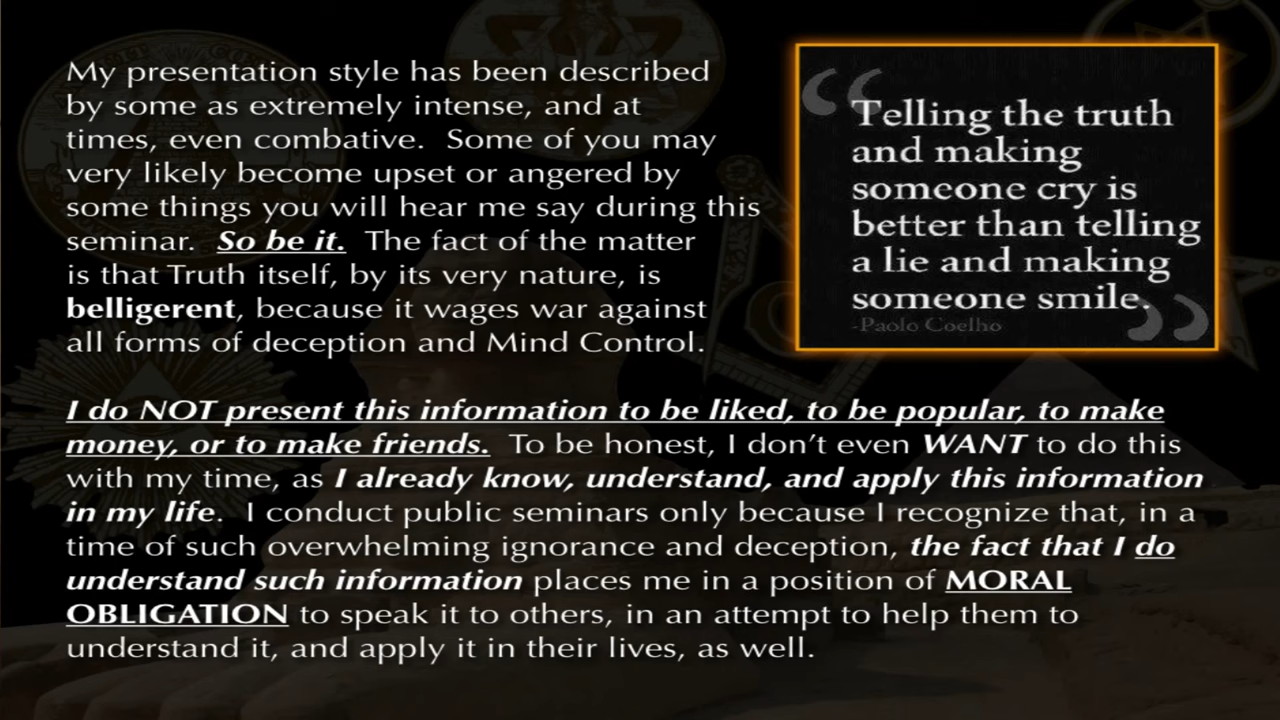 My presentation style has been described
by some as extremely intense, and at
times, even combative.  Some of you may
very likely become upset or angered by
some things you will hear me say during this
seminar.  So be it.  The fact of the matter
is that Truth itself, by its very nature, is
belligerent, because it wages war against
all forms of deception and Mind Control.
“Telling the truth
and making
someone cry is
better than telling
a lie and making
someone smile.”
-Paolo Coelho
I do NOT present this information to be liked, to be popular, to make
money, or to make friends.  To be honest, I don’t even WANT to do this
with my time, as I already know, understand, and apply this information
in my life.  I conduct public seminars only because I recognize that, in a
time of such overwhelming ignorance and deception, the fact that I do
understand such information places me in a position of MORAL
OBLIGATION to speak it to others, in an attempt to help them to
understand it, and apply it in their lives, as well.